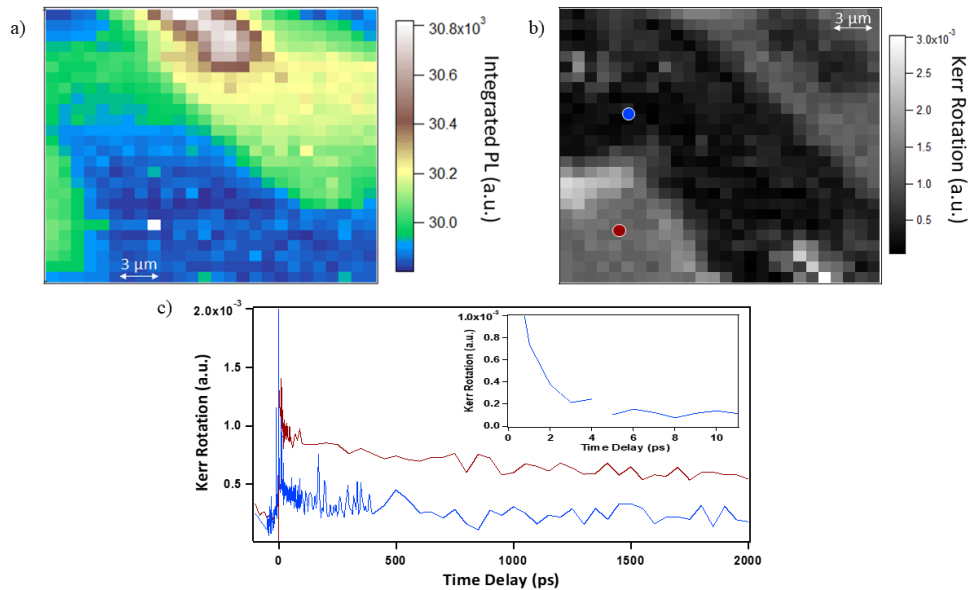 a)
3 µm
30.8x10³
30.6
30.4
30.2
30.0
Integrated PL (a.u.)
b)
3 µm
3.0x10⁻³
2.5
2.0
1.5
1.0
0.5
Kerr Rotation (a.u.)
c)
2.0x10⁻³
1.5
1.0
0.5
Kerr Rotation (a.u.)
0
500
1000
1500
2000
Time Delay (ps)
1.0x10⁻³
0.8
0.6
0.4
0.2
0.0
Kerr Rotation (a.u.)
0
2
4
6
8
10
Time Delay (ps)